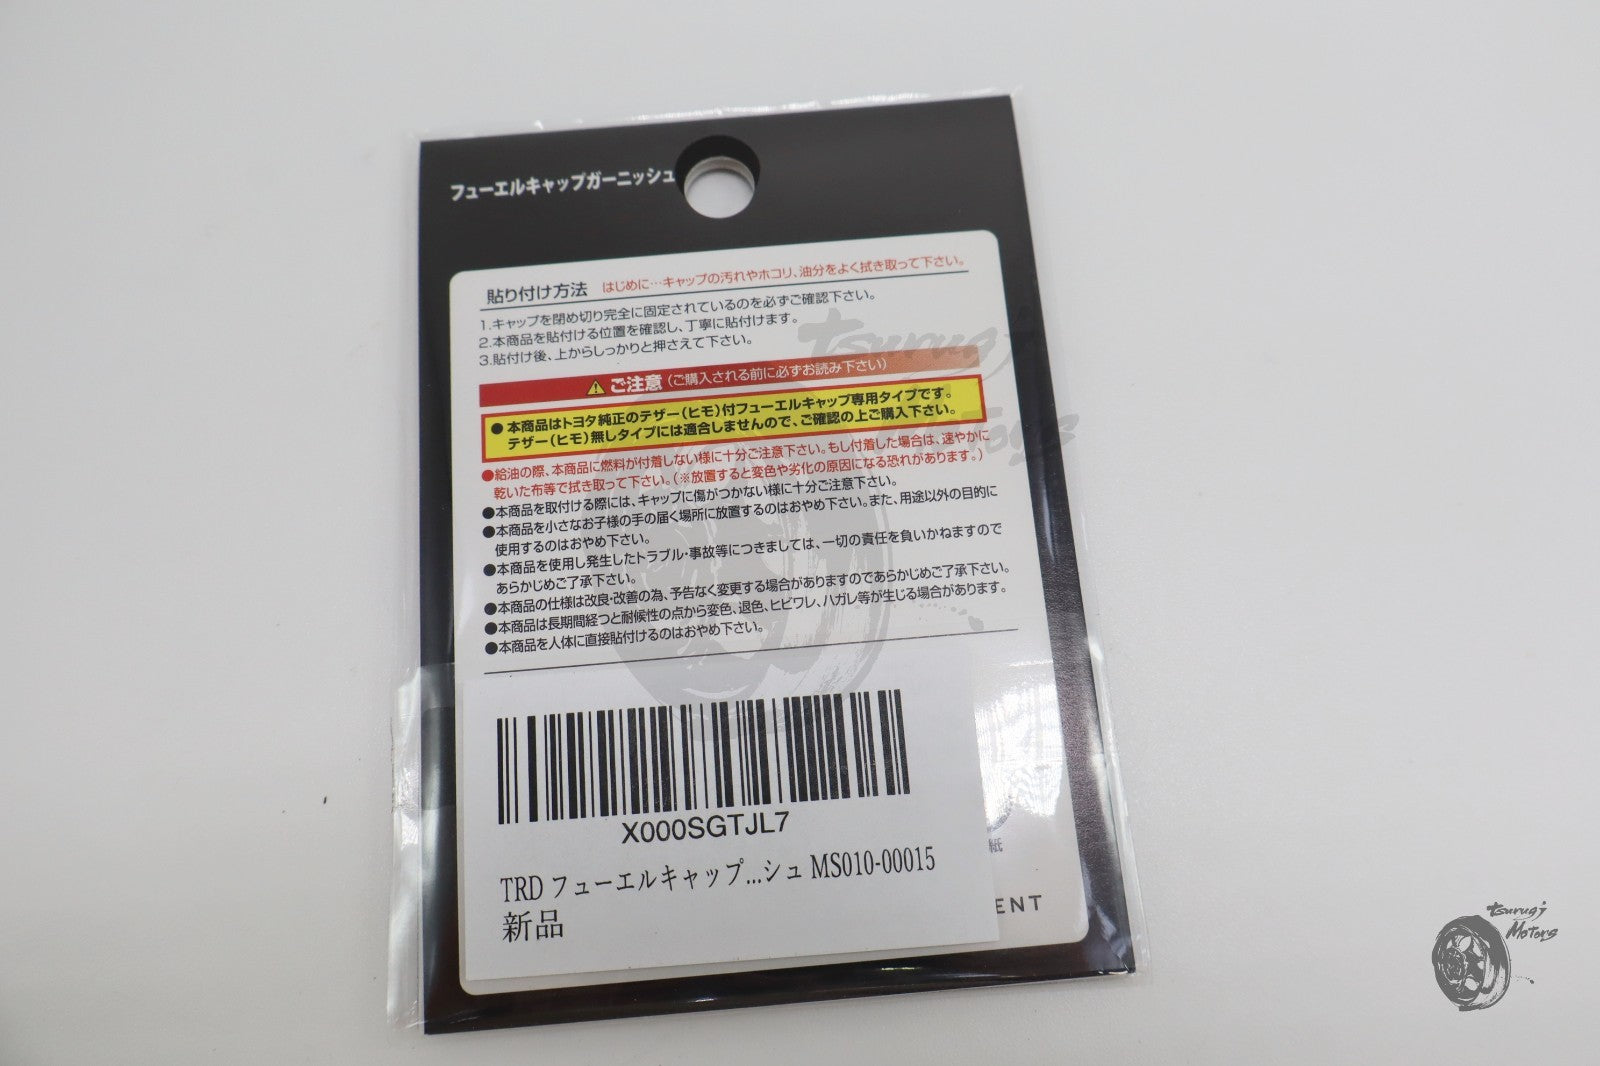 フューエルキャップガーニッシュ
貼り付け方法 はじめに…キャップの汚れやホコリ、油分をよく拭き取って下さい。
1.キャップを閉め切り完全に固定されているのを必ずご確認下さい。
2.本商品を貼付ける位置を確認し、丁寧に貼付けます。
3.貼付け後、上からしっかりと押さえて下さい。
ご注意(ご購入される前に必ずお読み下さい)
●本商品はトヨタ純正のテザー(ヒモ)付フューエルキャップ専用タイプです。
テザー(ヒモ)無しタイプには適合しませんので、ご確認の上ご購入下さい。
●給油の際、本商品に燃料が付着しない様に十分ご注意下さい。もし付着した場合は、速やかに
乾いた布等で拭き取って下さい。(※放置すると変色や劣化の原因になる恐れがあります。)
●本商品を取付ける際には、キャップに傷がつかない様に十分ご注意下さい。
●本商品を小さなお子様の手の届く場所に放置するのはおやめ下さい。また、用途以外の目的に
使用するのはおやめ下さい。
●本商品を使用し発生したトラブル・事故等につきましては、一切の責任を負いかねますので
あらかじめご了承下さい。
●本商品の仕様は改良・改善の為、予告なく変更する場合がありますのであらかじめご了承下さい。
●本商品は長期間経つと耐候性の点から変色、退色、ヒビワレ、ハガレ等が生じる場合があります。
●本商品を人体に直接貼付けるのはおやめ下さい。
X000SGTJL7
紙
TRD フューエルキャップ...シュ MS010-00015
新品
ENT
tsurugi
Motors
tsurugi
Motors